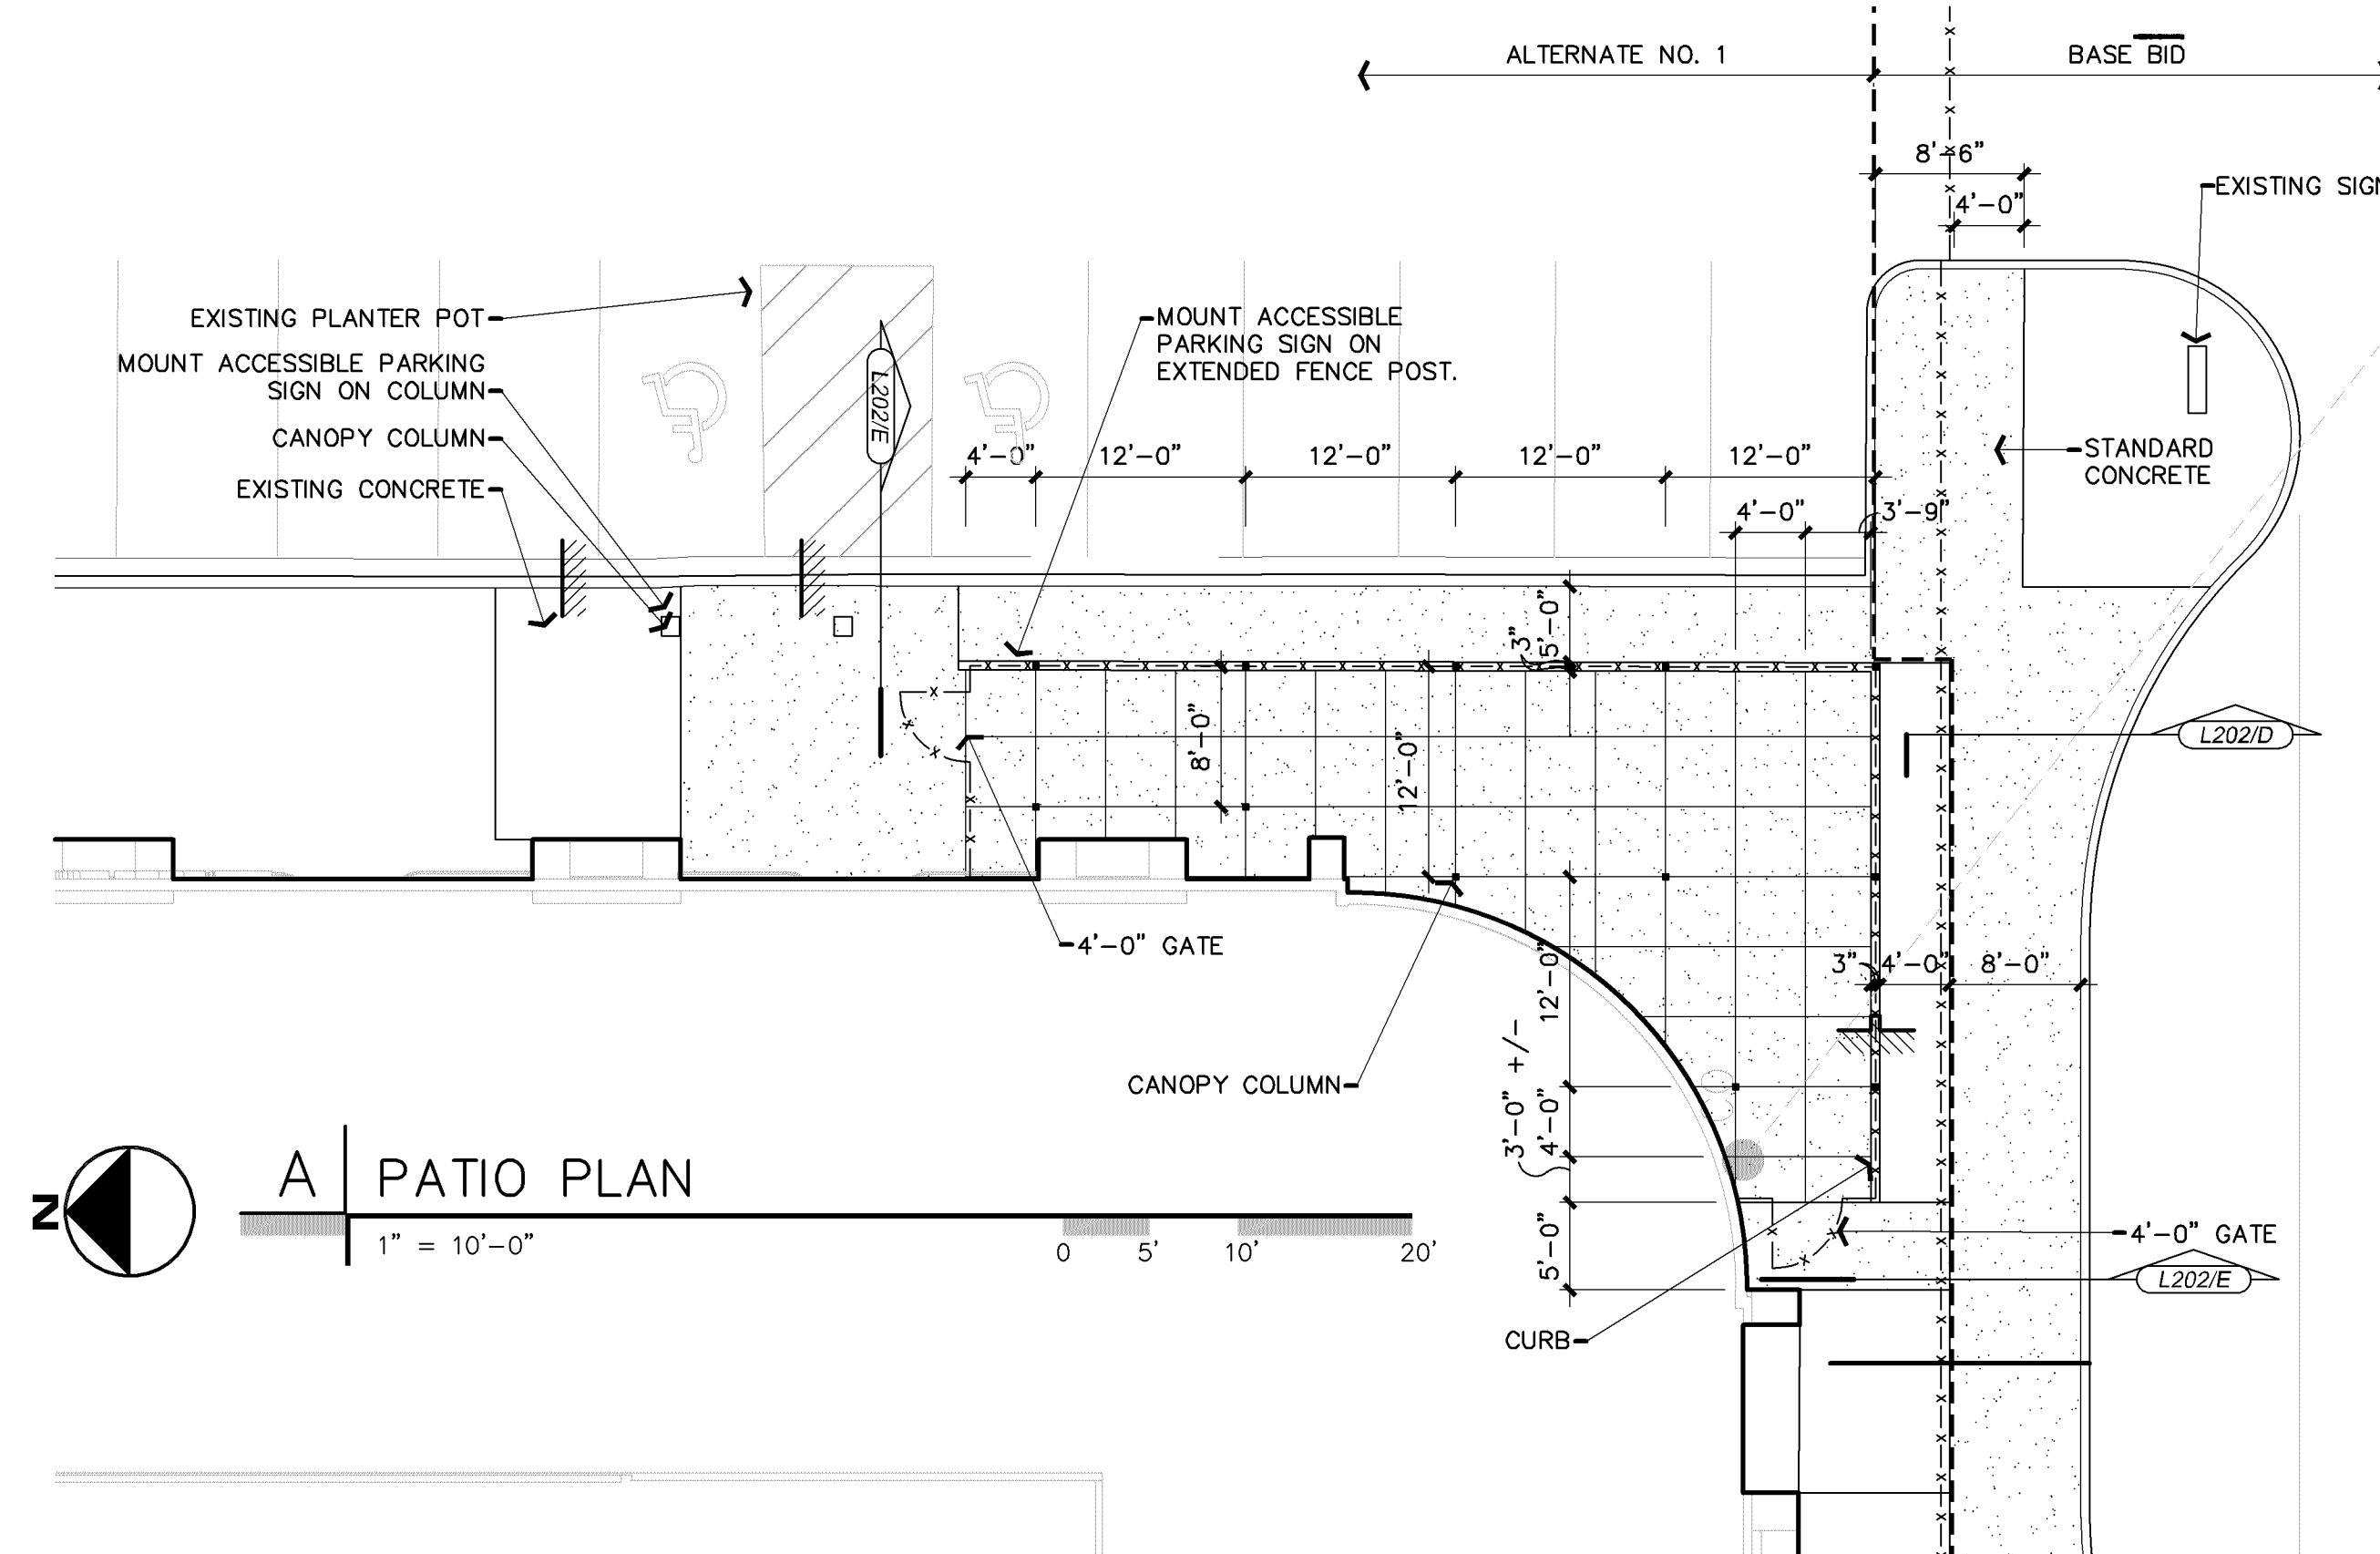 ALTERNATE NO. 1
BASE BID
8'-6"
4'-0"
EXISTING SIGN
EXISTING PLANTER POT
MOUNT ACCESSIBLE PARKING
SIGN ON COLUMN
CANOPY COLUMN
EXISTING CONCRETE
L202/E
MOUNT ACCESSIBLE
PARKING SIGN ON
EXTENDED FENCE POST.
STANDARD
CONCRETE
4'-0"
12'-0"
12'-0"
12'-0"
12'-0"
4'-0"
3'-9"
3"
5'-0"
8'-0"
12'-0"
L202/D
4'-0" GATE
12'-0"
3"
4'-0"
8'-0"
CANOPY COLUMN
3'-0" +/-
4'-0"
5'-0"
4'-0" GATE
L202/E
CURB
N
A
PATIO PLAN
1" = 10'-0"
0
5'
10'
20'